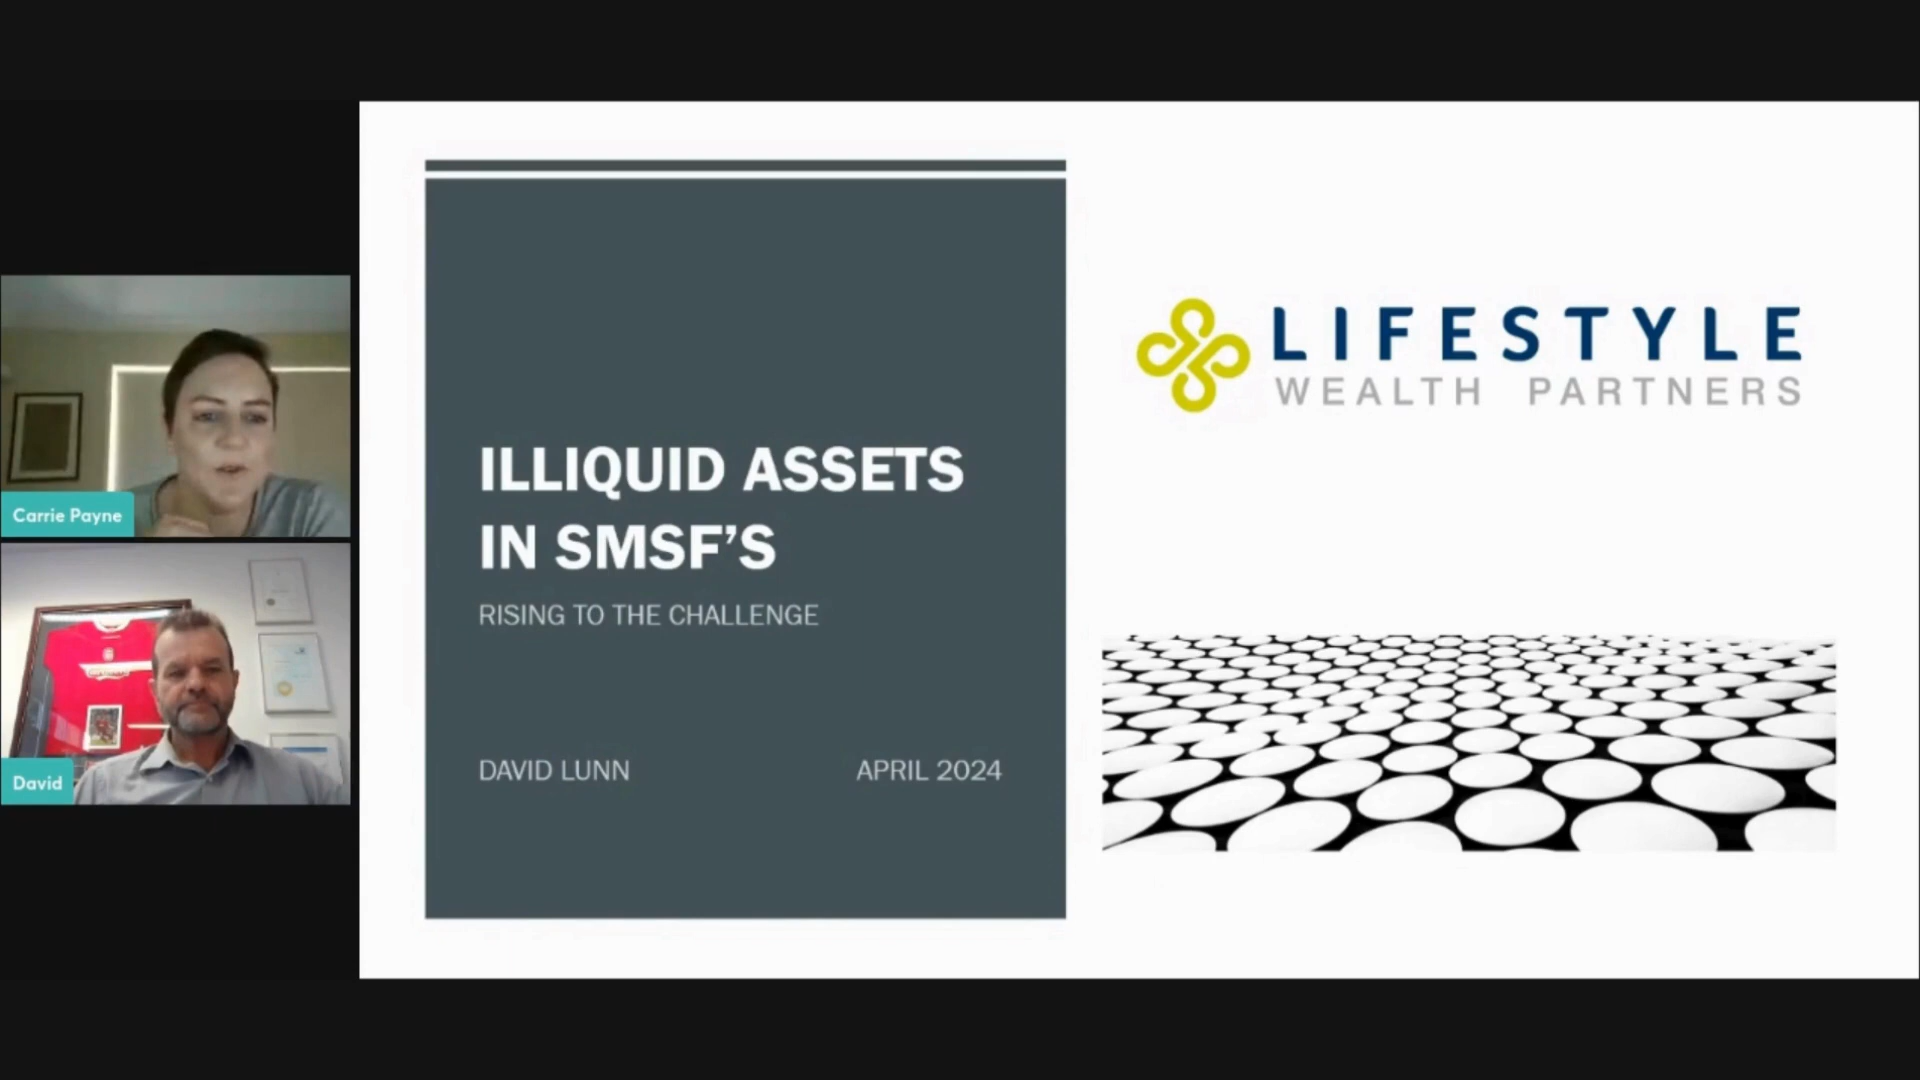 Carrie Payne
David
ILLIQUID ASSETS
IN SMSF’S
RISING TO THE CHALLENGE
DAVID LUNN
APRIL 2024
LIFESTYLE
WEALTH PARTNERS